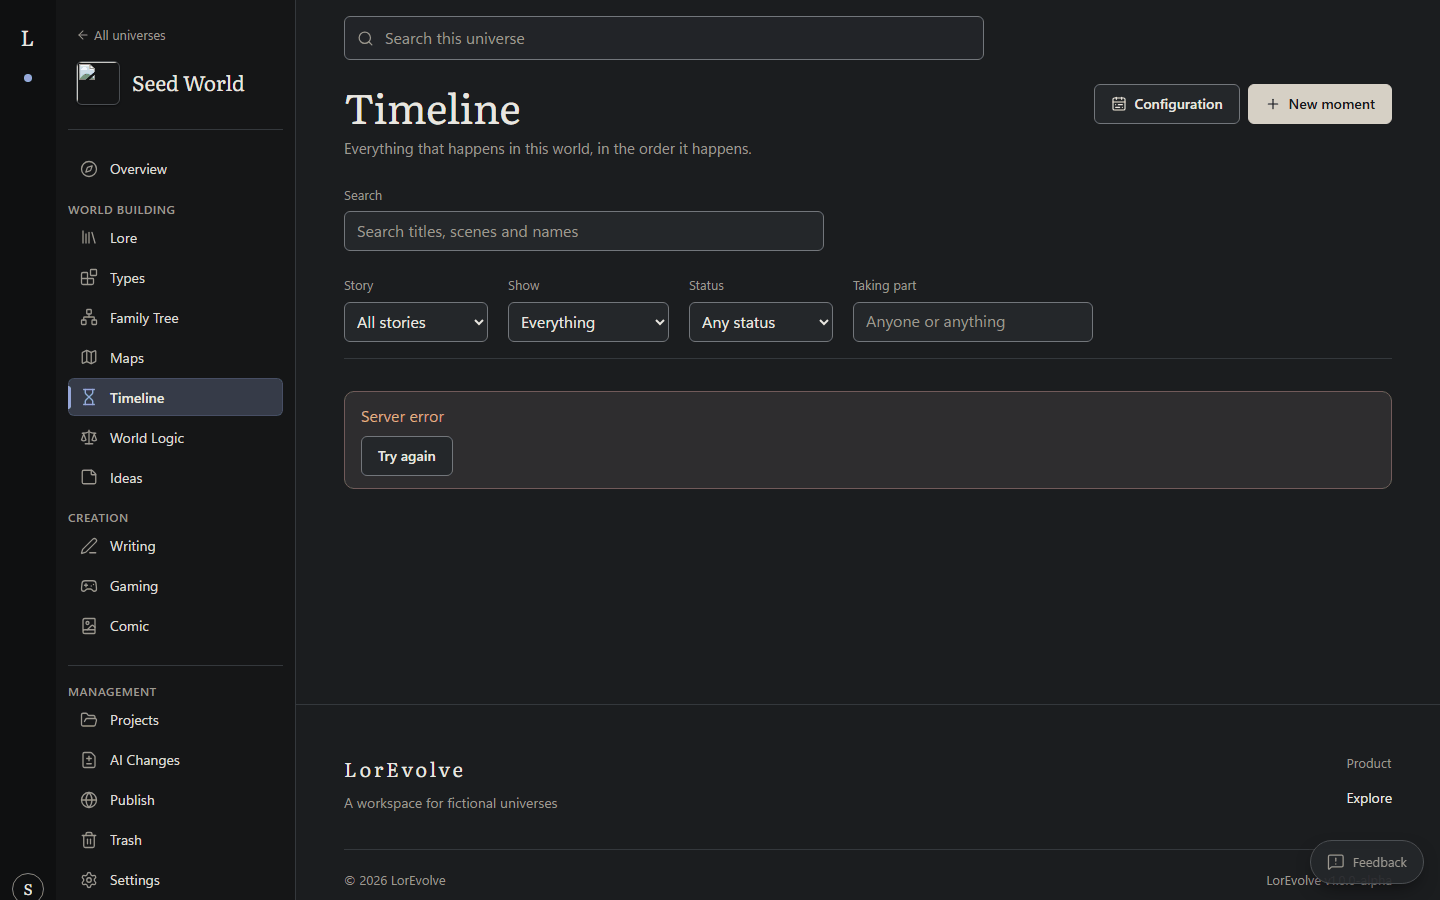 L
All universes
Seed World
Overview
WORLD BUILDING
Lore
Types
Family Tree
Maps
Timeline
World Logic
Ideas
CREATION
Writing
Gaming
Comic
MANAGEMENT
Projects
AI Changes
Publish
Trash
Settings
S
Search this universe
Timeline
Configuration
New moment
Everything that happens in this world, in the order it happens.
Search
Search titles, scenes and names
Story
Show
Status
Taking part
All stories
Everything
Any status
Anyone or anything
Server error
Try again
LorEvolve
A workspace for fictional universes
Product
Explore
© 2026 LorEvolve
LorEvolve v1.0.0-alpha
Feedback